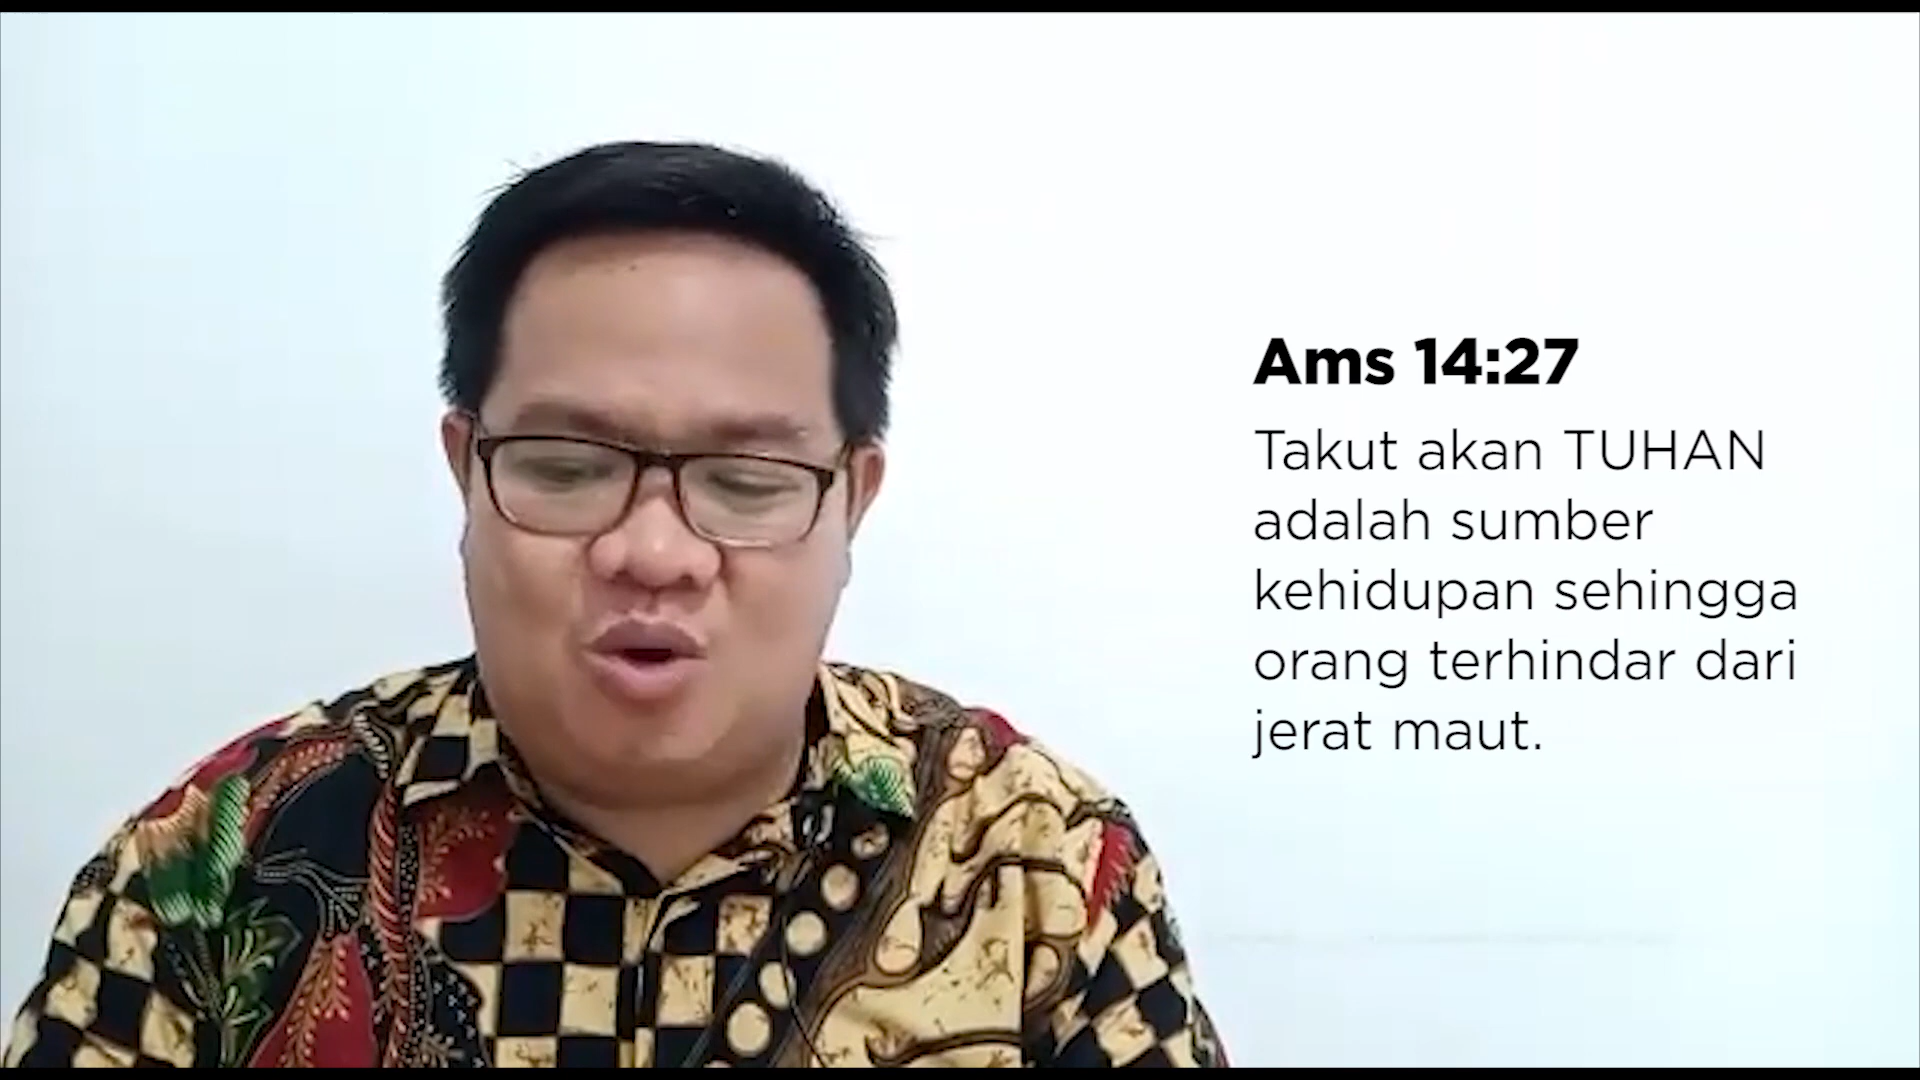 Ams 14:27
Takut akan TUHAN
adalah sumber
kehidupan sehingga
orang terhindar dari
jerat maut.